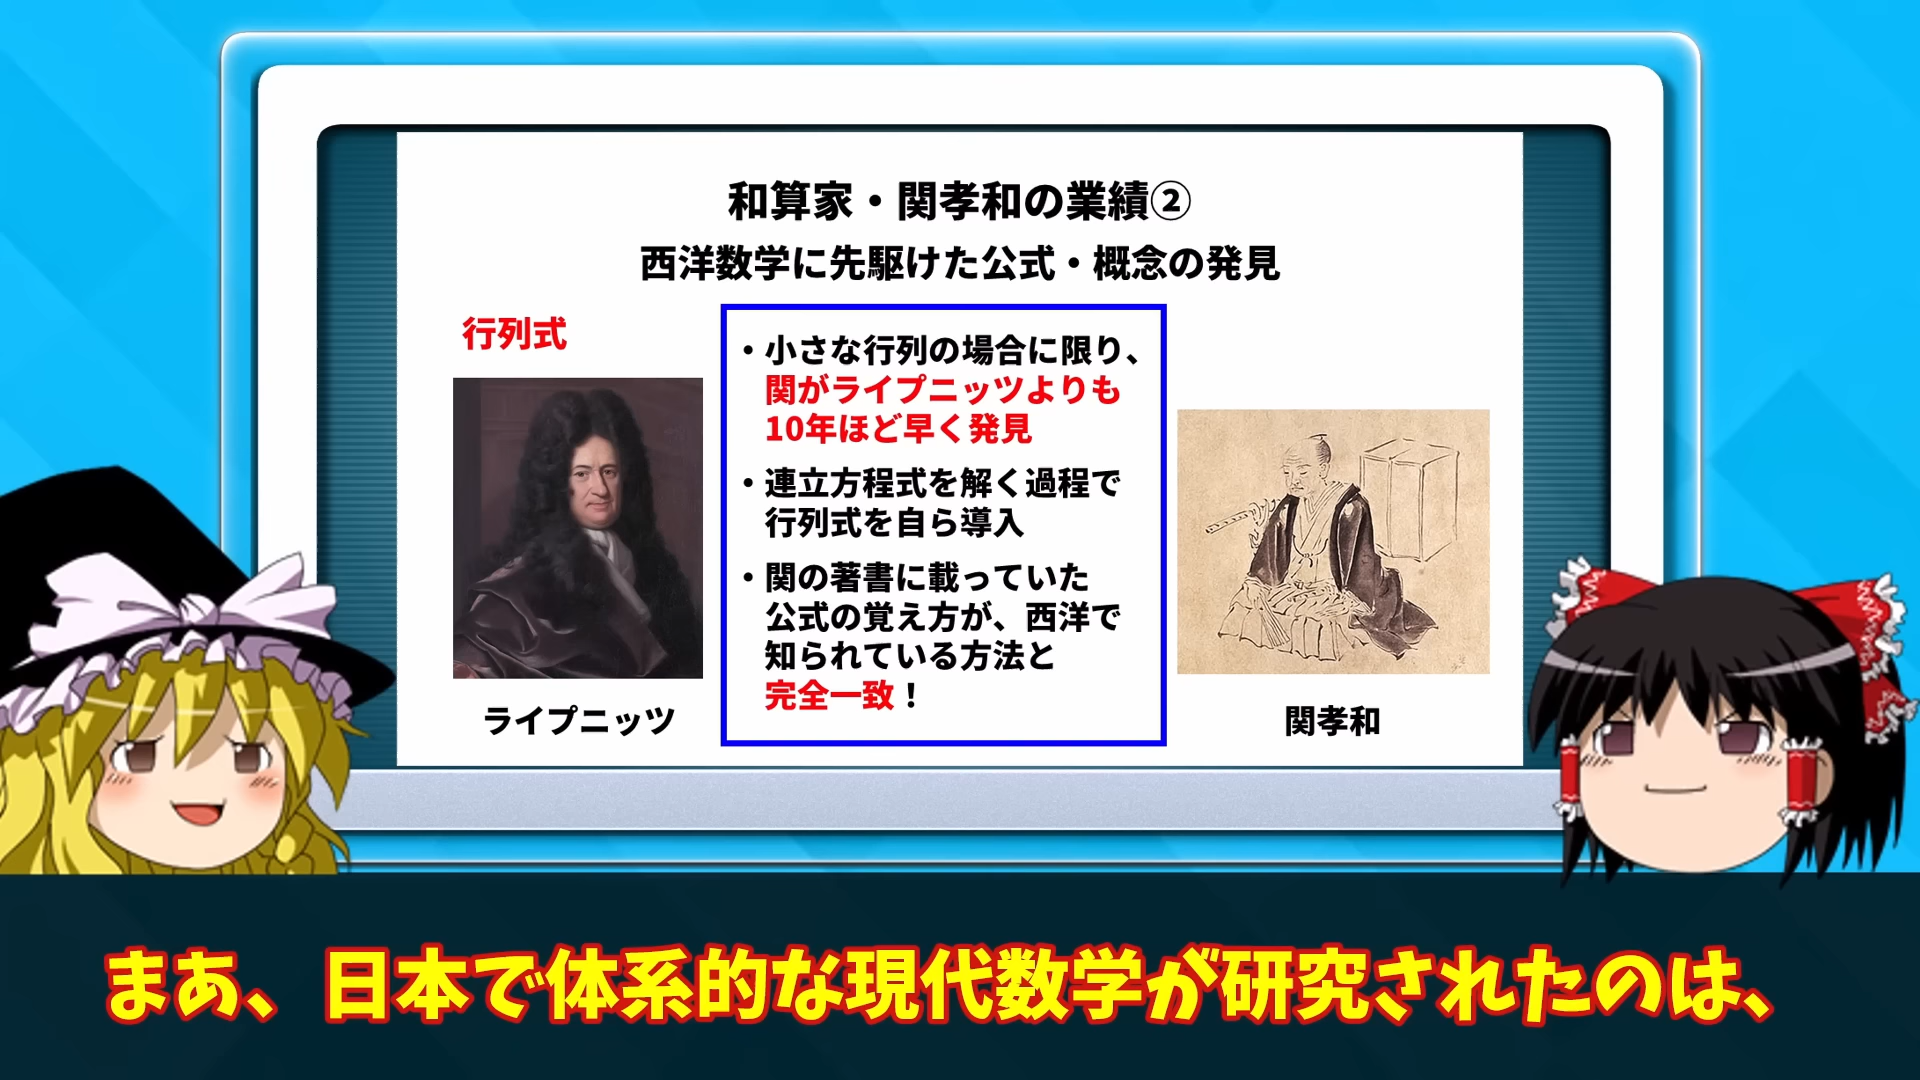 和算家・関孝和の業績②
西洋数学に先駆けた公式・概念の発見
行列式
・小さな行列の場合に限り、
関がライプニッツよりも
10年ほど早く発見
・連立方程式を解く過程で
行列式を自ら導入
・関の著書に載っていた
公式の覚え方が、西洋で
知られている方法と
完全一致！
ライプニッツ
関孝和
まあ、日本で体系的な現代数学が研究されたのは、